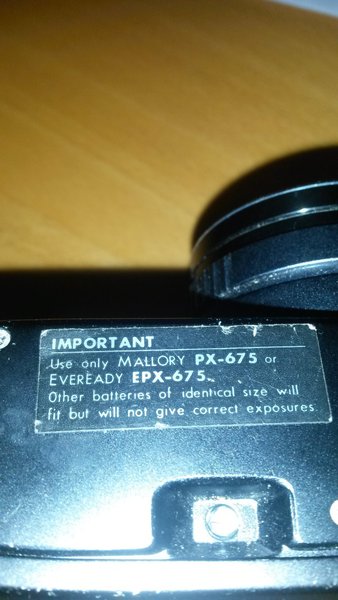 IMPORTANT
Use only MALLORY PX-675 or
EVEREADY EPX-675.
Other batteries of identical size will
fit but will not give correct exposures